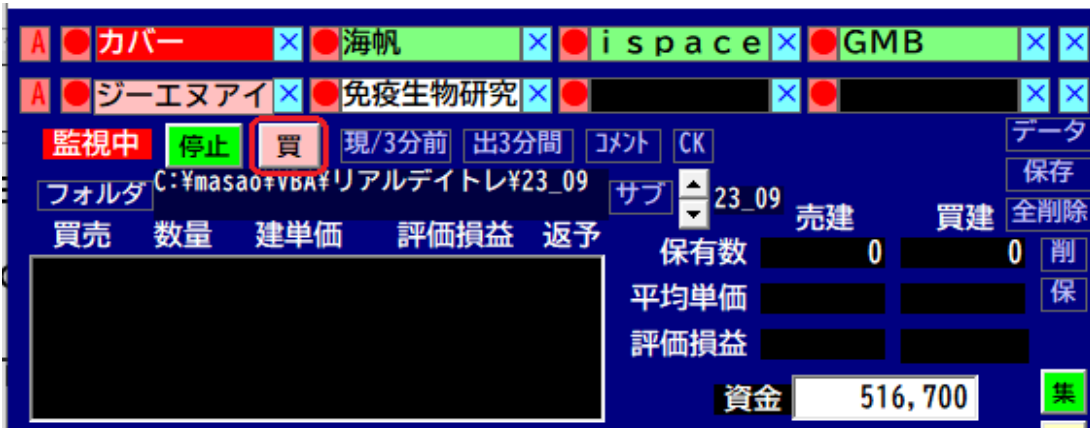 A カバー × 海帆 × ｉｓｐａｃｅ × GMB × ×
A ジーエヌアイ × 免疫生物研究 × × × ×
監視中 停止 買 現/3分前 出3分間 ｺﾒﾝﾄ CK データ
フォルダ C:¥masao¥VBA¥リアルデイトレ¥23_09 サブ 23_09 保存
買売 数量 建単価 評価損益 返予 売建 買建 全削除
保有数 0 0 削
平均単価 保
評価損益
資金 516,700 集